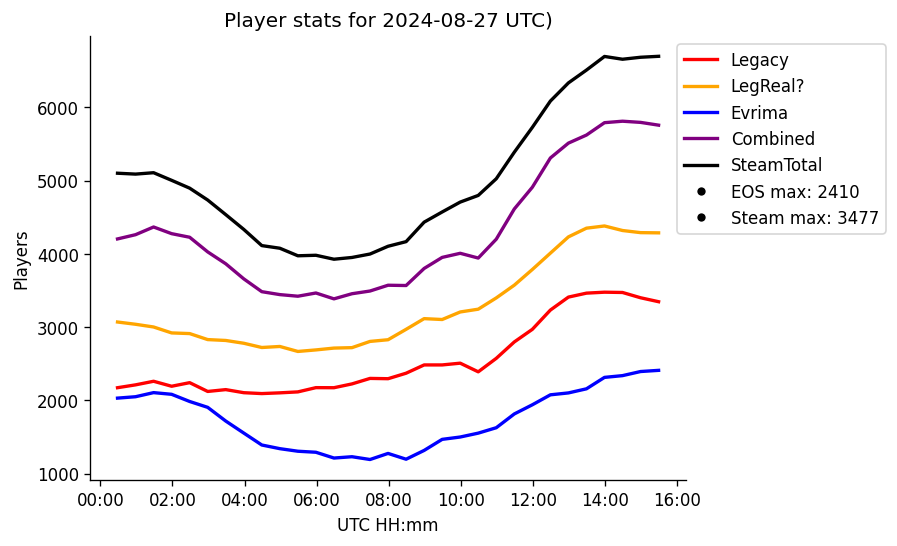 Player stats for 2024-08-27 UTC)
Legacy
LegReal?
Evrima
Combined
SteamTotal
EOS max: 2410
Steam max: 3477
Players
6000
5000
4000
3000
2000
1000
00:00 02:00 04:00 06:00 08:00 10:00 12:00 14:00 16:00
UTC HH:mm